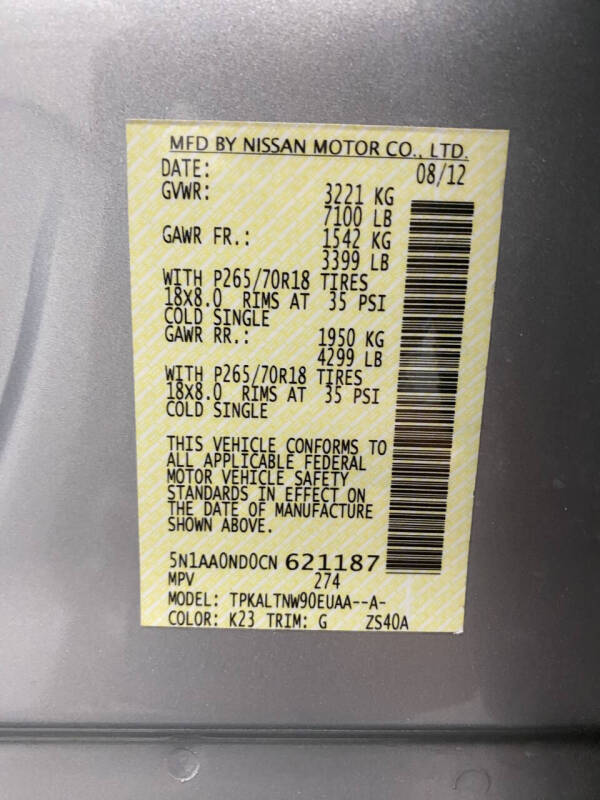 MFD BY NISSAN MOTOR CO., LTD.
DATE: 08/12
GVWR: 3221 KG
7100 LB
GAWR FR.: 1542 KG
3399 LB
WITH P265/70R18 TIRES
18X8.0 RIMS AT 35 PSI
COLD SINGLE
GAWR RR.: 1950 KG
4299 LB
WITH P265/70R18 TIRES
18X8.0 RIMS AT 35 PSI
COLD SINGLE
THIS VEHICLE CONFORMS TO
ALL APPLICABLE FEDERAL
MOTOR VEHICLE SAFETY
STANDARDS IN EFFECT ON
THE DATE OF MANUFACTURE
SHOWN ABOVE.
5N1AA0ND0CN 621187
MPV 274
MODEL: TPKALTNW90EUAA--A-
COLOR: K23 TRIM: G ZS40A